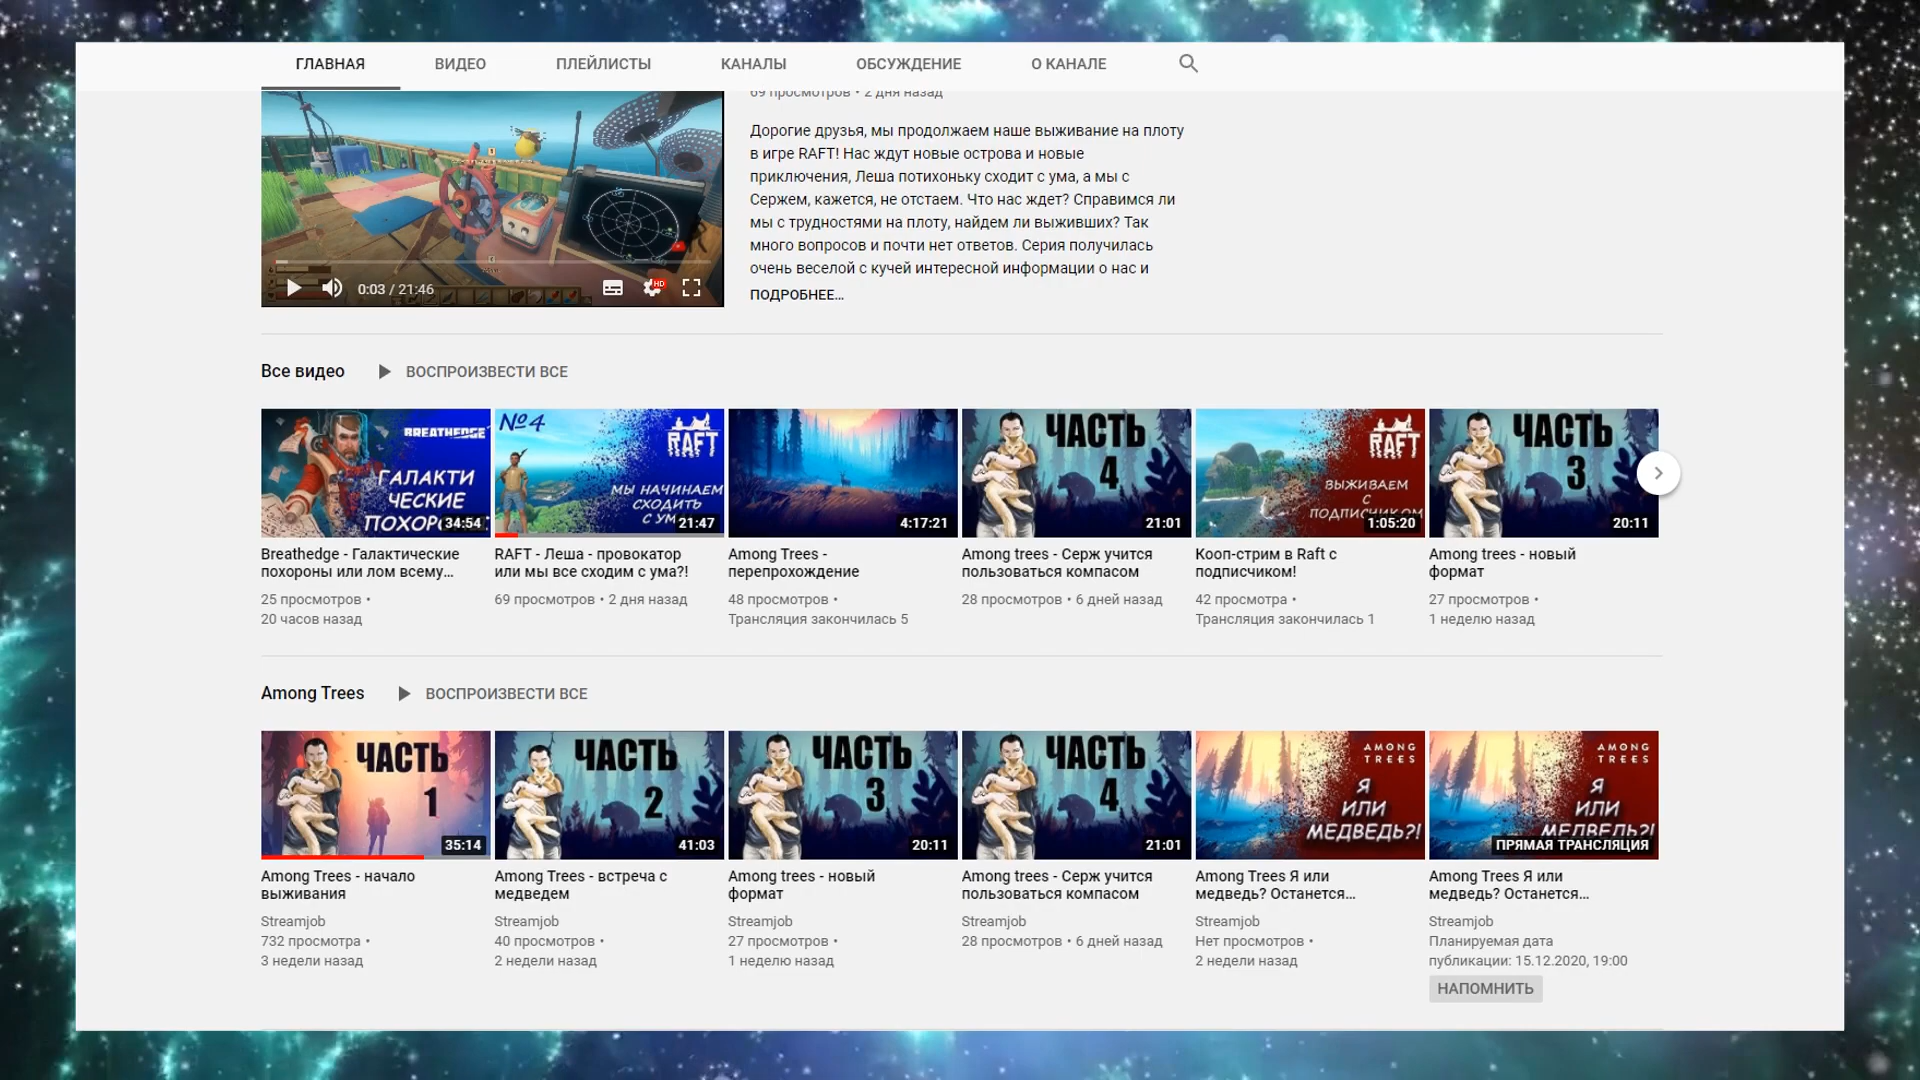 ГЛАВНАЯ ВИДЕО ПЛЕЙЛИСТЫ КАНАЛЫ ОБСУЖДЕНИЕ О КАНАЛЕ
69 просмотров • 2 дня назад
Дорогие друзья, мы продолжаем наше выживание на плоту
в игре RAFT! Нас ждут новые острова и новые
приключения, Леша потихоньку сходит с ума, а мы с
Сержем, кажется, не отстаем. Что нас ждет? Справимся ли
мы с трудностями на плоту, найдем ли выживших? Так
много вопросов и почти нет ответов. Серия получилась
очень веселой с кучей интересной информации о нас и
ПОДРОБНЕЕ...
0:03 / 21:46
HD
Все видео ВОСПРОИЗВЕСТИ ВСЕ
BREATHEDGE
ГАЛАКТИ
ЧЕСКИЕ
34:54
Breathedge - Галактические
похороны или лом всему...
25 просмотров •
20 часов назад
№4
RAFT
МЫ НАЧИНАЕМ
СХОДИТЬ
21:47
RAFT - Леша - провокатор
или мы все сходим с ума?!
69 просмотров • 2 дня назад
4:17:21
Among Trees -
перепрохождение
48 просмотров •
Трансляция закончилась 5
ЧАСТЬ
4
21:01
Among trees - Серж учится
пользоваться компасом
28 просмотров • 6 дней назад
RAFT
ВЫЖИВАЕМ
С
ПОДПИСЧИКОМ
1:05:20
Кооп-стрим в Raft с
подписчиком!
42 просмотра •
Трансляция закончилась 1
ЧАСТЬ
3
20:11
Among trees - новый
формат
27 просмотров •
1 неделю назад
Among Trees ВОСПРОИЗВЕСТИ ВСЕ
ЧАСТЬ
1
35:14
Among Trees - начало
выживания
Streamjob
732 просмотра •
3 недели назад
ЧАСТЬ
2
41:03
Among Trees - встреча с
медведем
Streamjob
40 просмотров •
2 недели назад
ЧАСТЬ
3
20:11
Among trees - новый
формат
Streamjob
27 просмотров •
1 неделю назад
ЧАСТЬ
4
21:01
Among trees - Серж учится
пользоваться компасом
Streamjob
28 просмотров • 6 дней назад
AMONG
TREES
Я
ИЛИ
МЕДВЕДЬ?!
Among Trees Я или
медведь? Останется...
Streamjob
Нет просмотров •
2 недели назад
AMONG
TREES
Я
ИЛИ
МЕДВЕДЬ?!
ПРЯМАЯ ТРАНСЛЯЦИЯ
Among Trees Я или
медведь? Останется...
Streamjob
Планируемая дата
публикации: 15.12.2020, 19:00
НАПОМНИТЬ